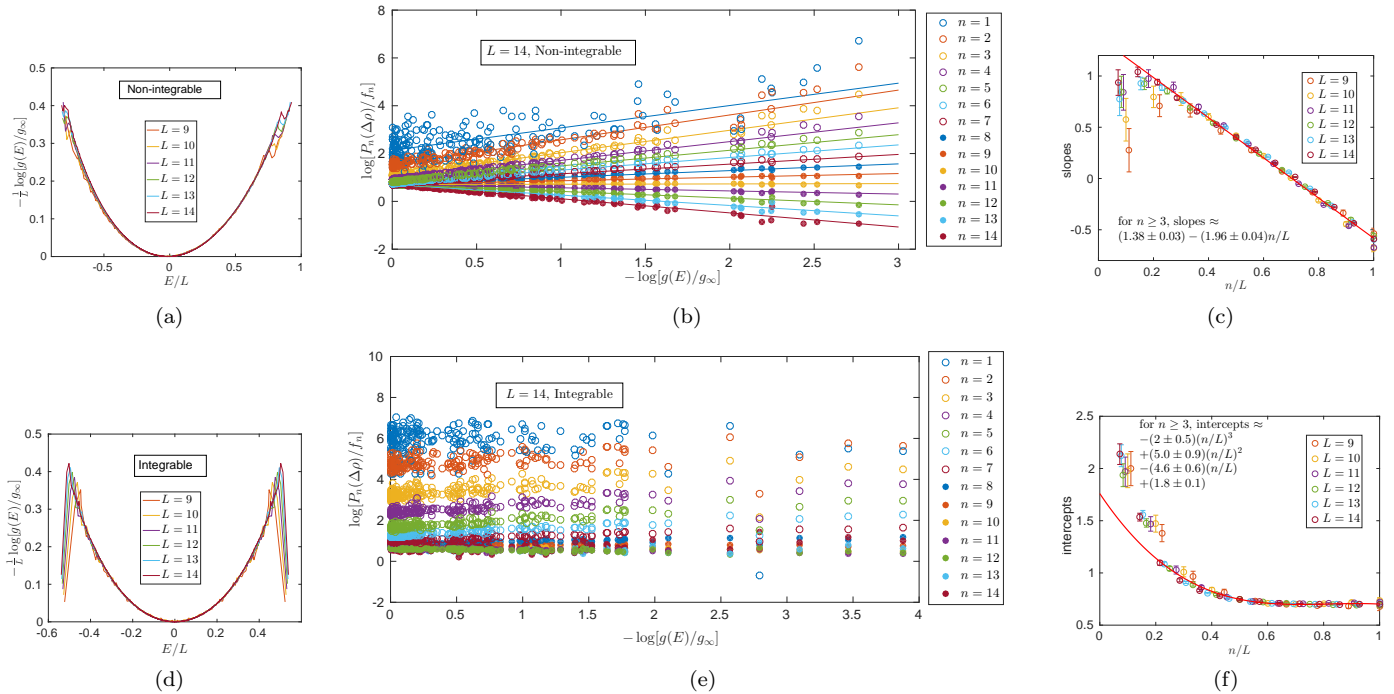 0.5
0.4
0.3
0.2
0.1
0
-0.5
0
0.5
1
E/L
−1/L log[g(E)/g∞]
Non-integrable
L = 9
L = 10
L = 11
L = 12
L = 13
L = 14
(a)
8
6
4
2
0
-2
0
0.5
1
1.5
2
2.5
3
− log[g(E)/g∞]
log[Pn(Δρ)/fn]
L = 14, Non-integrable
n = 1
n = 2
n = 3
n = 4
n = 5
n = 6
n = 7
n = 8
n = 9
n = 10
n = 11
n = 12
n = 13
n = 14
(b)
1
0.5
0
-0.5
0
0.2
0.4
0.6
0.8
1
n/L
slopes
L = 9
L = 10
L = 11
L = 12
L = 13
L = 14
for n ≥ 3, slopes ≈
(1.38 ± 0.03) − (1.96 ± 0.04)n/L
(c)
0.5
0.4
0.3
0.2
0.1
0
-0.6
-0.4
-0.2
0
0.2
0.4
E/L
−1/L log[g(E)/g∞]
Integrable
L = 9
L = 10
L = 11
L = 12
L = 13
L = 14
(d)
10
8
6
4
2
0
-2
0
0.5
1
1.5
2
2.5
3
3.5
4
− log[g(E)/g∞]
log[Pn(Δρ)/fn]
L = 14, Integrable
n = 1
n = 2
n = 3
n = 4
n = 5
n = 6
n = 7
n = 8
n = 9
n = 10
n = 11
n = 12
n = 13
n = 14
(e)
2.5
2
1.5
1
0.5
0
0.2
0.4
0.6
0.8
1
n/L
intercepts
for n ≥ 3, intercepts ≈
−(2 ± 0.5)(n/L)³
+(5.0 ± 0.9)(n/L)²
−(4.6 ± 0.6)(n/L)
+(1.8 ± 0.1)
L = 9
L = 10
L = 11
L = 12
L = 13
L = 14
(f)